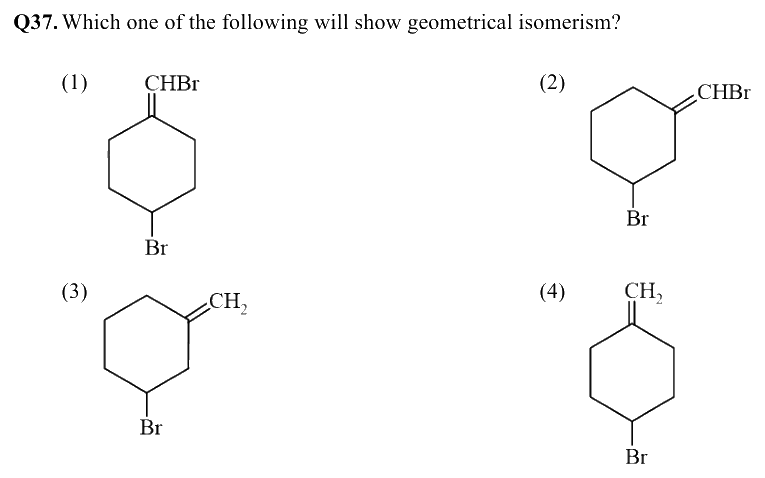 Q37. Which one of the following will show geometrical isomerism?
(1)
CHBr
Br
(2)
CHBr
Br
(3)
CH₂
Br
(4)
CH₂
Br